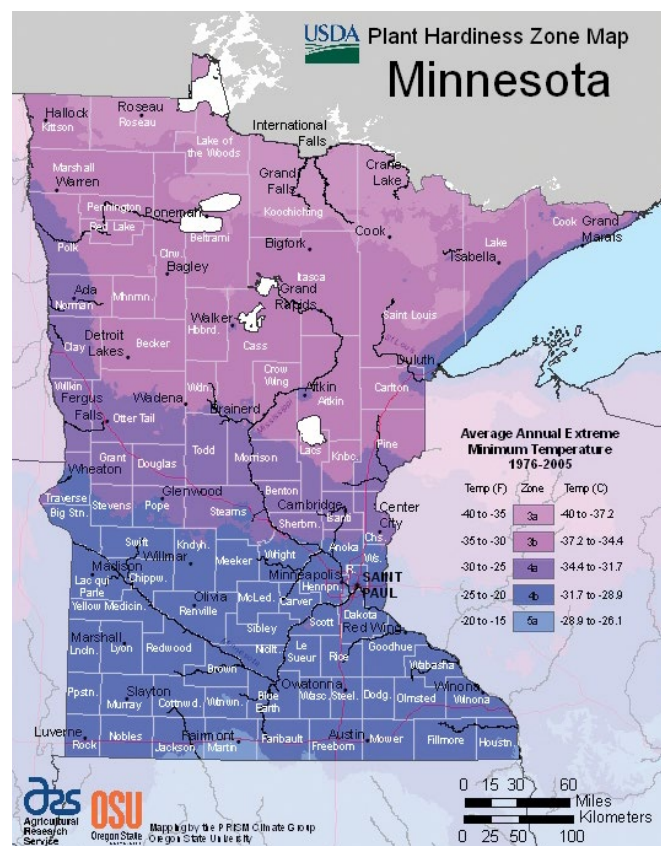 USDA Plant Hardiness Zone Map
Minnesota
Hallock
Kittson
Roseau
Roseau
Lake of
the Woods
International
Falls
Marshall
Warren
Grand
Falls
Crane
Lake
Pennington
Red Lake
Ponemah
Beltrami
Koochiching
Cook
Cook
Grand
Marais
Lake
Isabella
Polk
Clrw.
Bagley
Bigfork
Itasca
Ada
Norman
Mhnmn.
Walker
Hbbrd.
Grand
Rapids
Saint Louis
Detroit
Lakes
Clay
Becker
Cass
Duluth
Wilkin
Wdn.
Crow
Wing
Aitkin
Aitkin
Carlton
Fergus
Falls
Wadena
Otter Tail
Brainerd
Pine
Todd
Morrison
Lacs
Knbc.
Grant
Douglas
Wheaton
Traverse
Big Stn.
Stevens
Pope
Glenwood
Stearns
Benton
Cambridge
Sherbrn.
Isanti
Center
City
Chs.
Swift
Kndyh.
Willmar
Meeker
Wright
Anoka
Ws.
Madison
Chippw.
Lac qui
Parle
Minneapolis
Hennpn.
R.
SAINT
PAUL
Yellow Medicin.
Olivia
Renville
McLed.
Carver
Scott
Dakota
Red Wing
Marshall
Lndln.
Lyon
Redwood
Sibley
Nicllt.
Le
Sueur
Rice
Goodhue
Wabasha
Brown
Ppstn.
Slayton
Murray
Cottnwd.
Wtnwn.
Blue
Earth
Owatonna
Wasc.
Steel.
Dodg.
Olmsted
Winona
Winona
Luverne
Rock
Nobles
Jackson
Fairmont
Martin
Faribault
Freeborn
Austin
Mower
Fillmore
Houstn.
Average Annual Extreme
Minimum Temperature
1976-2005
Temp (F) Zone Temp (C)
-40 to -35 3a -40 to -37.2
-35 to -30 3b -37.2 to -34.4
-30 to -25 4a -34.4 to -31.7
-25 to -20 4b -31.7 to -28.9
-20 to -15 5a -28.9 to -26.1
ars
Agricultural
Research
Service
OSU
Oregon State
Mapping by the PRISM Climate Group
Oregon State University
0 15 30 60
Miles
Kilometers
0 25 50 100